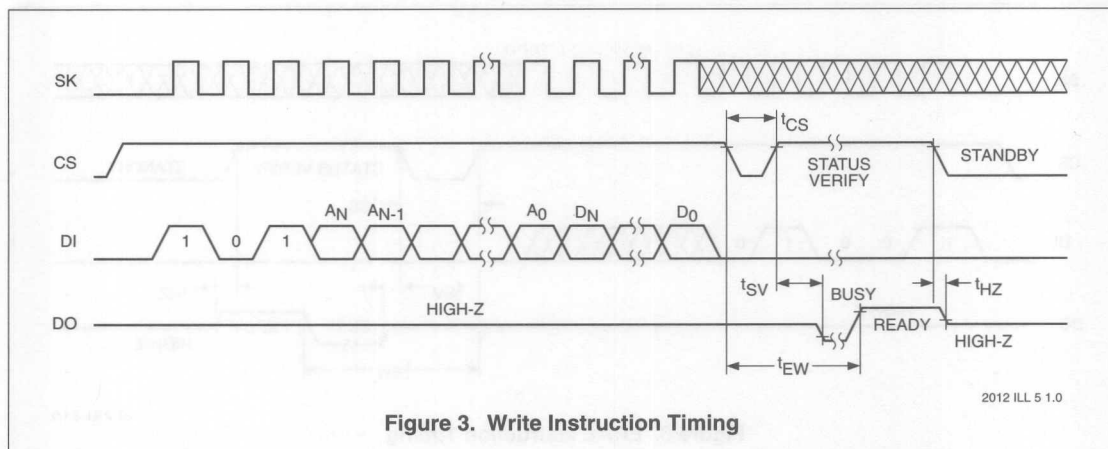 SK
tCS
CS
STATUS
VERIFY
STANDBY
AN AN-1 A0 DN D0
DI
1 0 1
tSV
BUSY
tHZ
HIGH-Z
DO
READY
HIGH-Z
tEW
2012 ILL 5 1.0
Figure 3. Write Instruction Timing